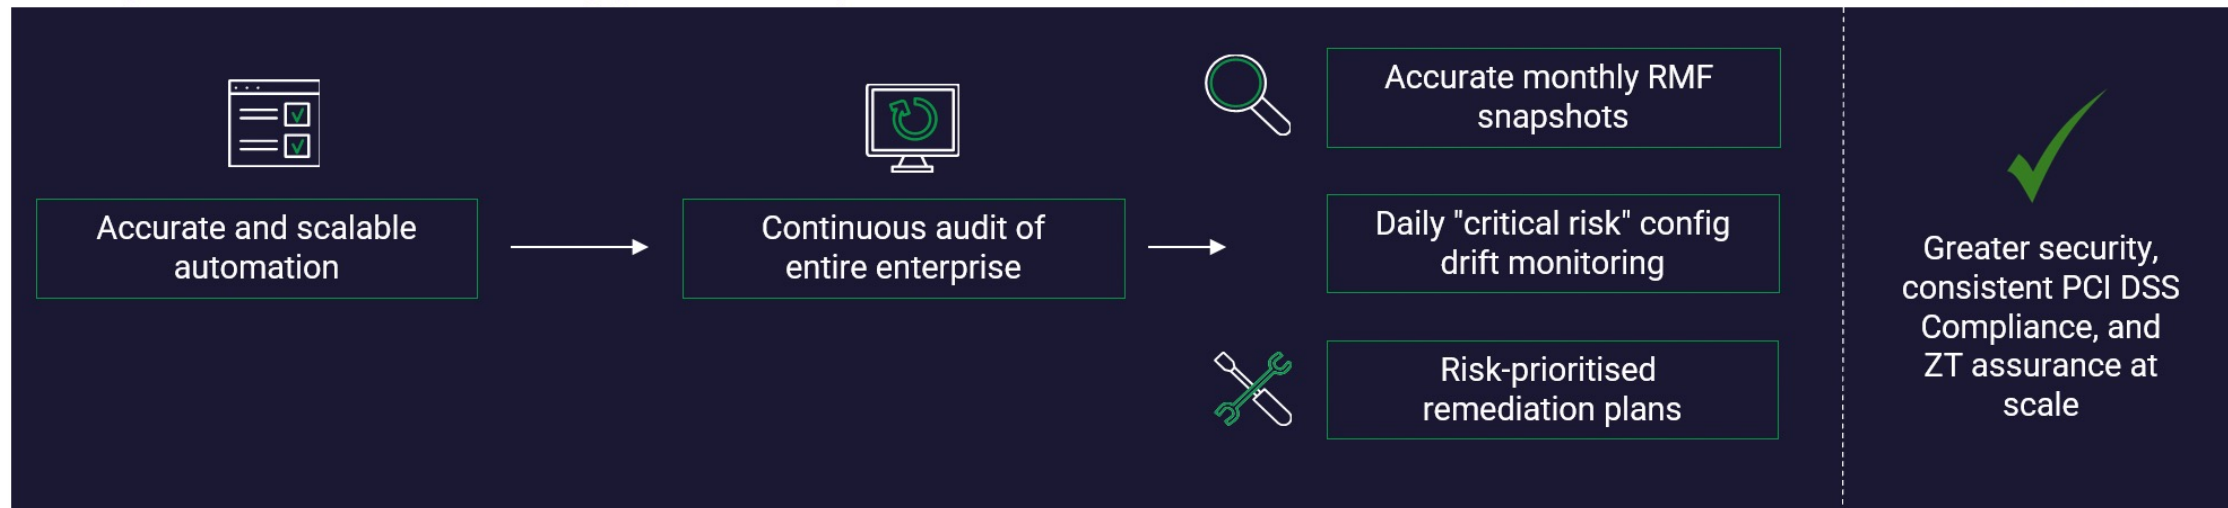 Accurate and scalable
automation
Continuous audit of
entire enterprise
Accurate monthly RMF
snapshots
Daily "critical risk" config
drift monitoring
Risk-prioritised
remediation plans
Greater security,
consistent PCI DSS
Compliance, and
ZT assurance at
scale